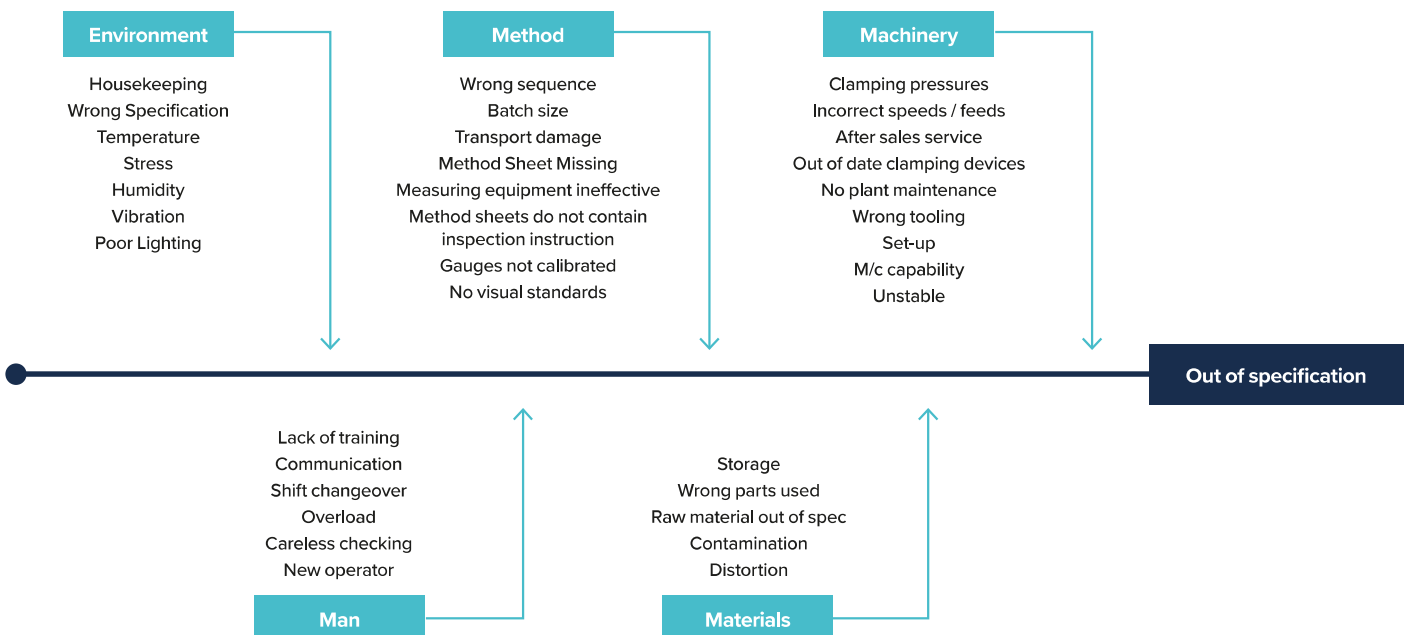 Environment
Housekeeping
Wrong Specification
Temperature
Stress
Humidity
Vibration
Poor Lighting
Method
Wrong sequence
Batch size
Transport damage
Method Sheet Missing
Measuring equipment ineffective
Method sheets do not contain
inspection instruction
Gauges not calibrated
No visual standards
Machinery
Clamping pressures
Incorrect speeds / feeds
After sales service
Out of date clamping devices
No plant maintenance
Wrong tooling
Set-up
M/c capability
Unstable
Out of specification
Lack of training
Communication
Shift changeover
Overload
Careless checking
New operator
Man
Storage
Wrong parts used
Raw material out of spec
Contamination
Distortion
Materials